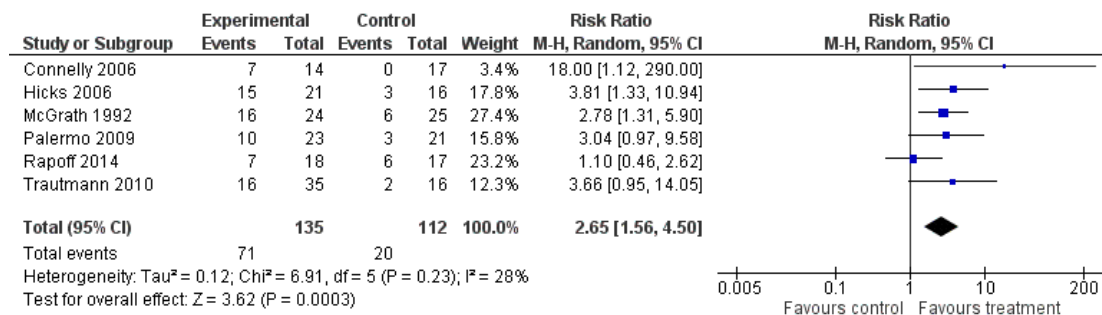 Experimental Control Risk Ratio Risk Ratio
Study or Subgroup Events Total Events Total Weight M-H, Random, 95% CI M-H, Random, 95% CI
Connelly 2006 7 14 0 17 3.4% 18.00 [1.12, 290.00]
Hicks 2006 15 21 3 16 17.8% 3.81 [1.33, 10.94]
McGrath 1992 16 24 6 25 27.4% 2.78 [1.31, 5.90]
Palermo 2009 10 23 3 21 15.8% 3.04 [0.97, 9.58]
Rapoff 2014 7 18 6 17 23.2% 1.10 [0.46, 2.62]
Trautmann 2010 16 35 2 16 12.3% 3.66 [0.95, 14.05]
Total (95% CI) 135 112 100.0% 2.65 [1.56, 4.50]
Total events 71 20
Heterogeneity: Tau² = 0.12; Chi² = 6.91, df = 5 (P = 0.23); I² = 28%
Test for overall effect: Z = 3.62 (P = 0.0003)
0.005 0.1 1 10 200
Favours control Favours treatment